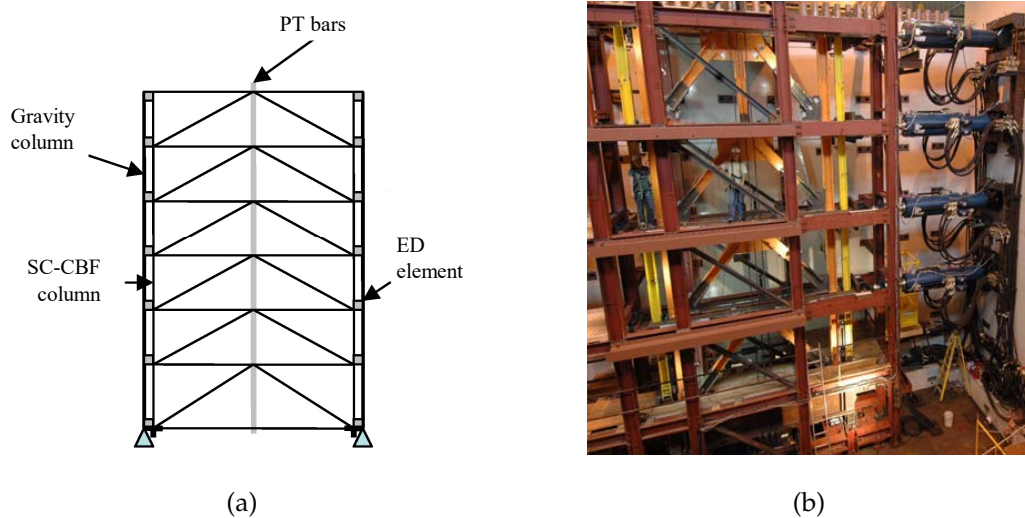 PT bars
Gravity
column
SC-CBF
column
ED
element
(a)
(b)